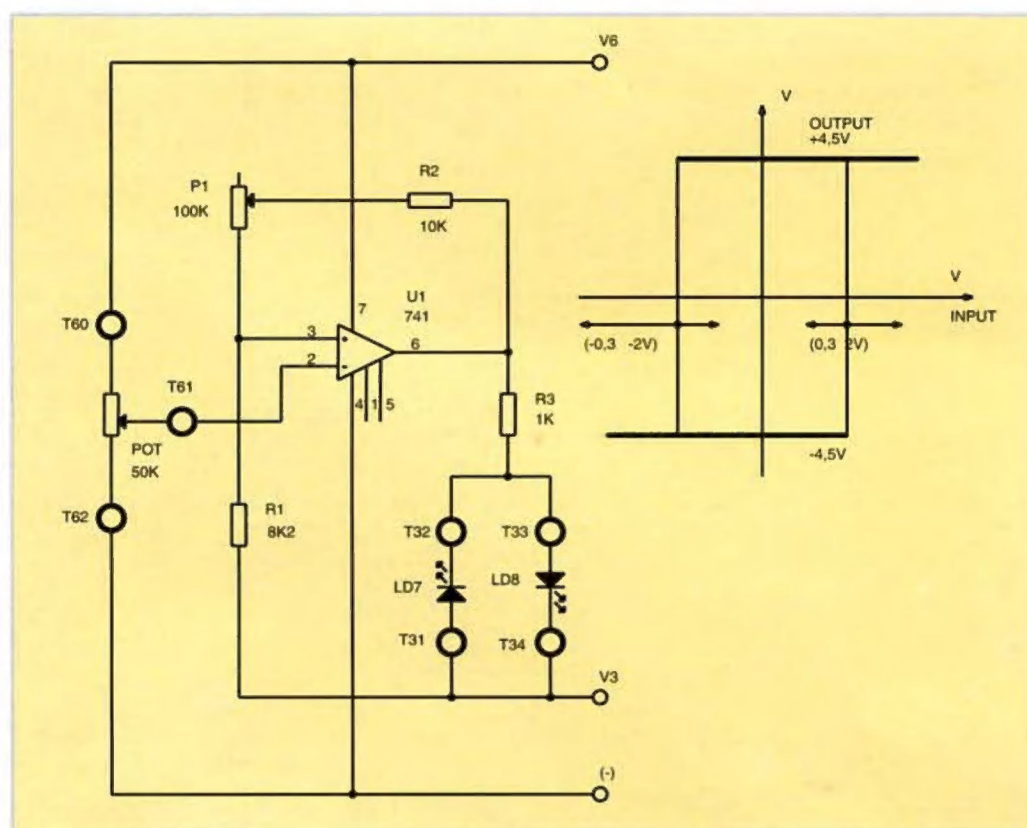 V6
V
OUTPUT
+4,5V
P1
100K
R2
10K
7
U1
741
3
+
2
-
6
4
1
5
V
INPUT
(-0,3 -2V)
(0,3 2V)
T60
T61
POT
50K
T62
R3
1K
-4,5V
R1
8K2
T32
T33
LD7
LD8
T31
T34
V3
(-)